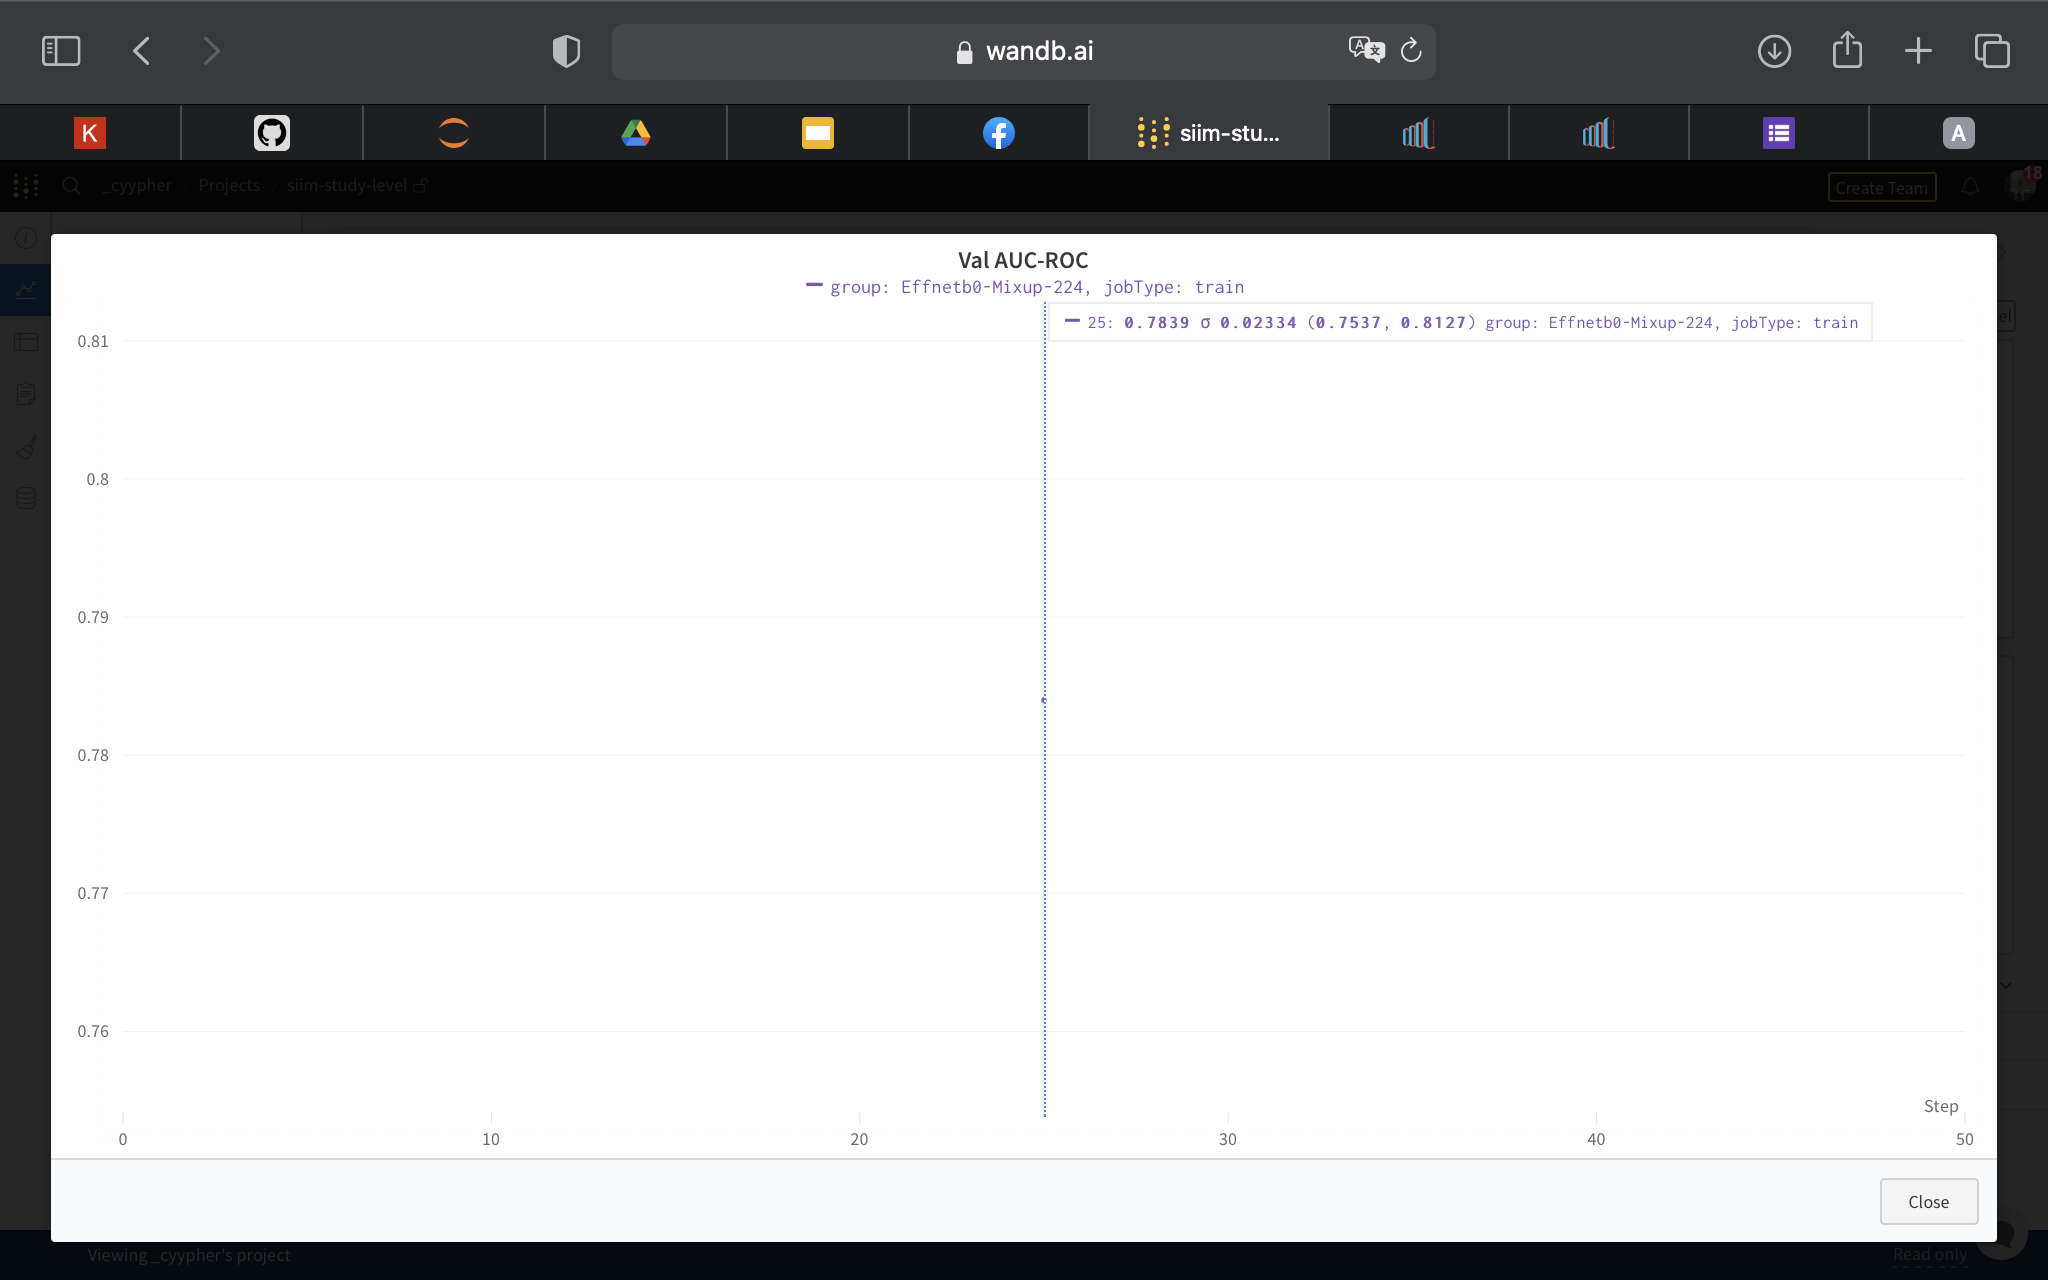 wandb.ai
K
siim-stu...
A
_cyypher › Projects › siim-study-level
Create Team
18
Val AUC-ROC
group: Effnetb0-Mixup-224, jobType: train
25: 0.7839 σ 0.02334 (0.7537, 0.8127) group: Effnetb0-Mixup-224, jobType: train
0.81
0.8
0.79
0.78
0.77
0.76
Step
0 10 20 30 40 50
Close
Viewing _cyypher's project
Read only